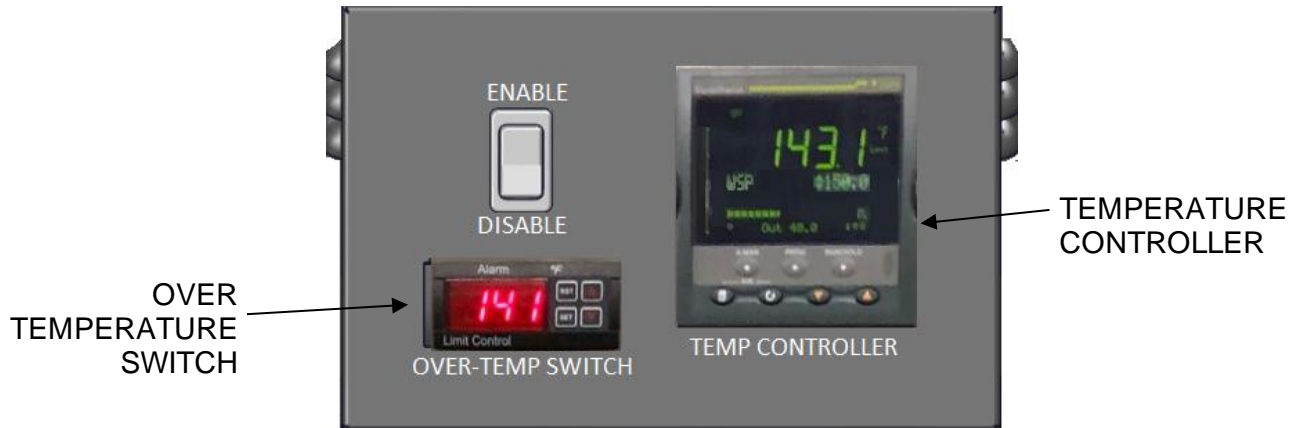 ENABLE
DISABLE
Alarm °F
141
RST
SET
Limit Control
OVER-TEMP SWITCH
143.1 °F
WSP 150.0
Out 48.0
TEMP CONTROLLER
OVER
TEMPERATURE
SWITCH
TEMPERATURE
CONTROLLER